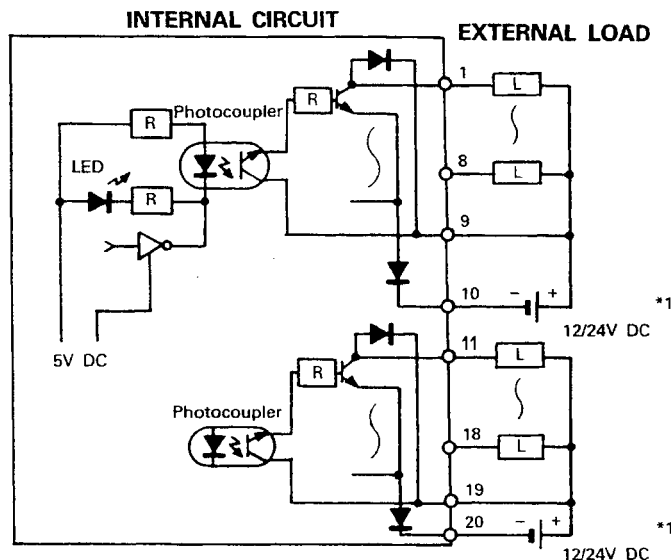 INTERNAL CIRCUIT
EXTERNAL LOAD
1
L
R
R
Photocoupler
LED
8
L
R
9
10
- +
*1
12/24V DC
5V DC
11
L
R
Photocoupler
18
L
19
20
- +
*1
12/24V DC